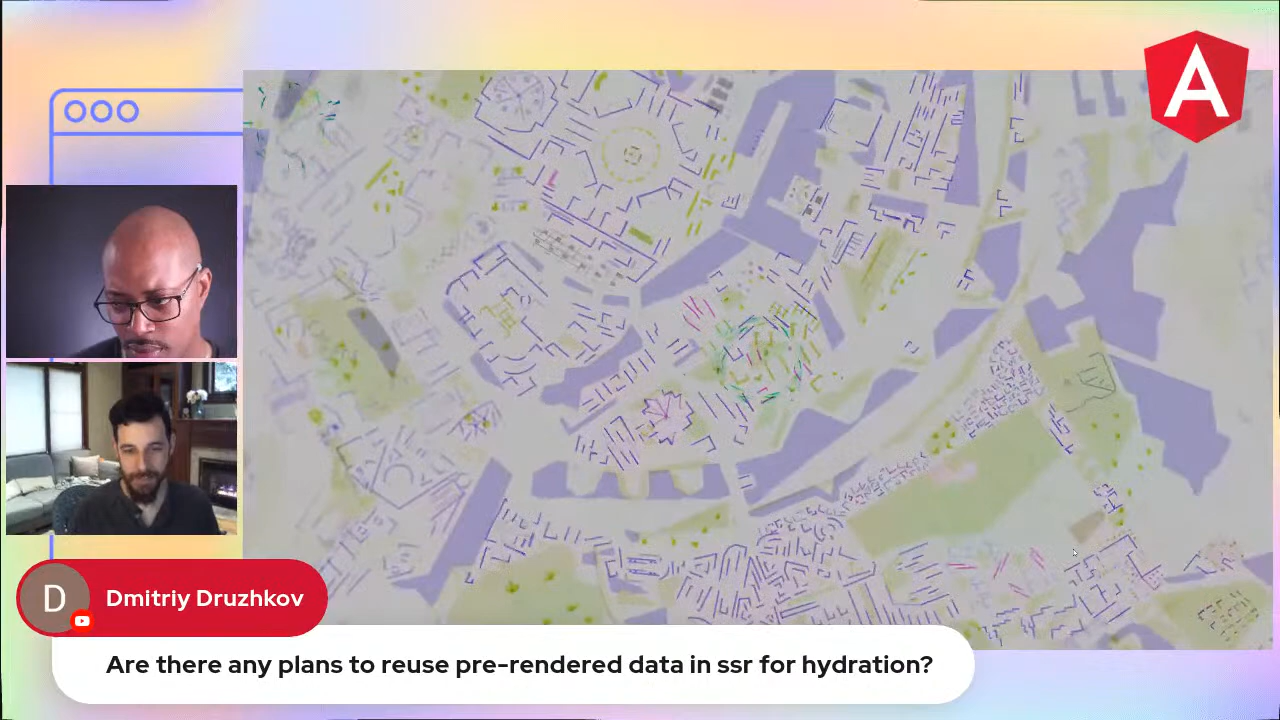 D
Dmitriy Druzhkov
Are there any plans to reuse pre-rendered data in ssr for hydration?